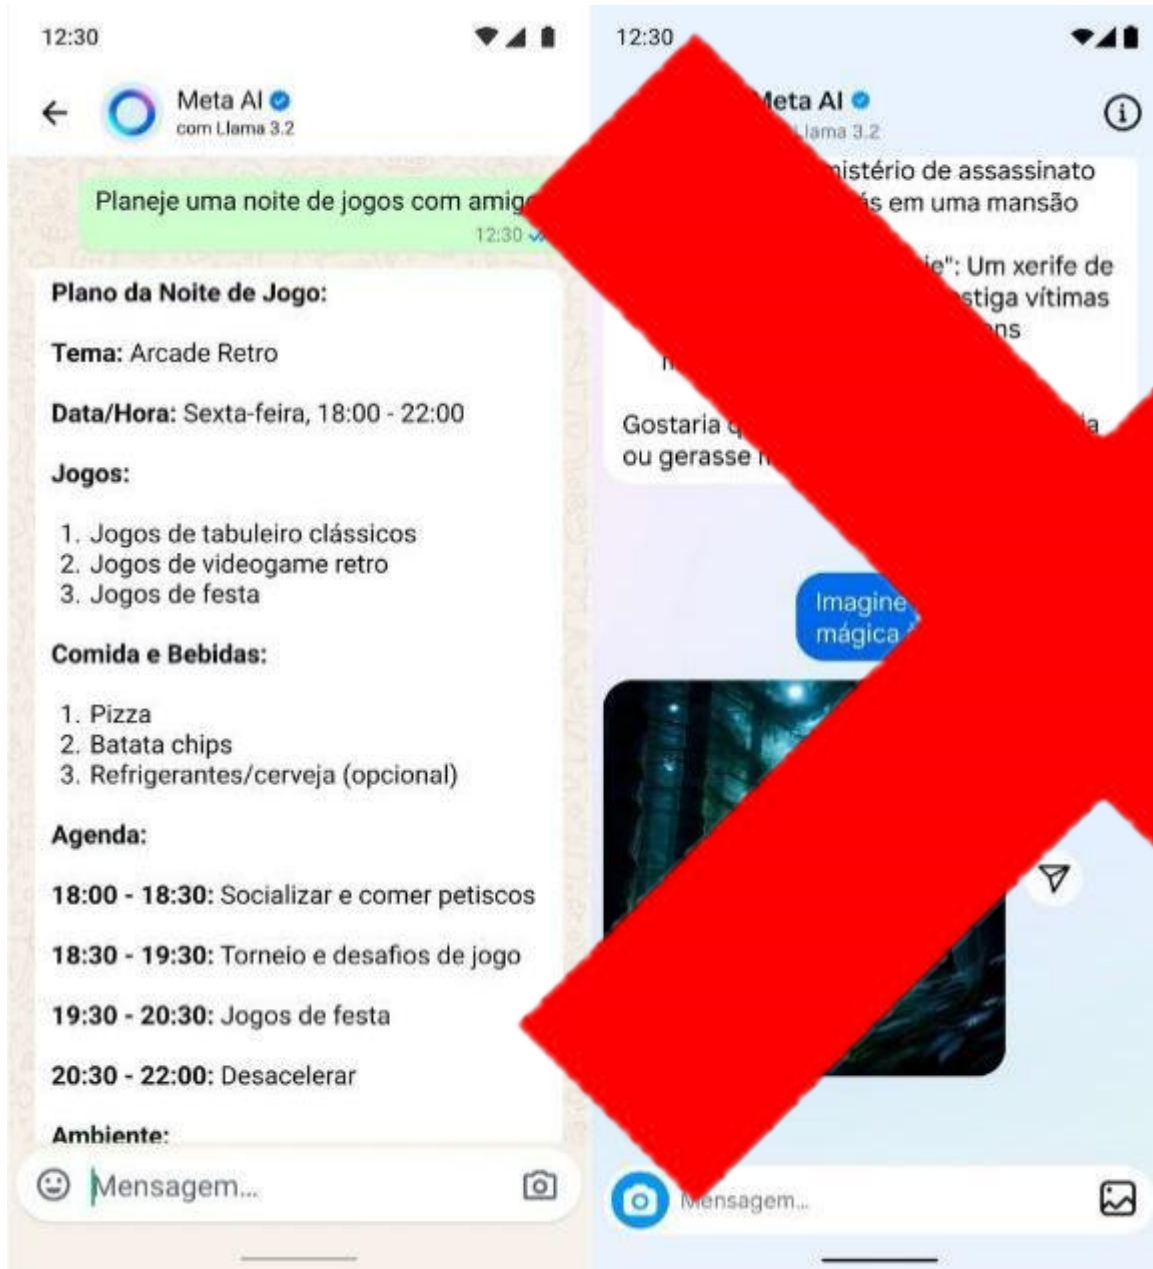 12:30
Meta AI
com Llama 3.2
Planeje uma noite de jogos com
12:30
Plano da Noite de Jogo:
Tema: Arcade Retro
Data/Hora: Sexta-feira, 18:00 - 22:00
Jogos:
1. Jogos de tabuleiro clássicos
2. Jogos de videogame retro
3. Jogos de festa
Comida e Bebidas:
1. Pizza
2. Batata chips
3. Refrigerantes/cerveja (opcional)
Agenda:
18:00 - 18:30: Socializar e comer petiscos
18:30 - 19:30: Torneio e desafios de jogo
19:30 - 20:30: Jogos de festa
20:30 - 22:00: Desacelerar
Ambiente:
Mensagem...
12:30
Meta AI
Llama 3.2
mistério de assassinato
em uma mansão
Um xerife de
vítimas
Gostaria
ou gerasse
Imagine
mágica
Mensagem...